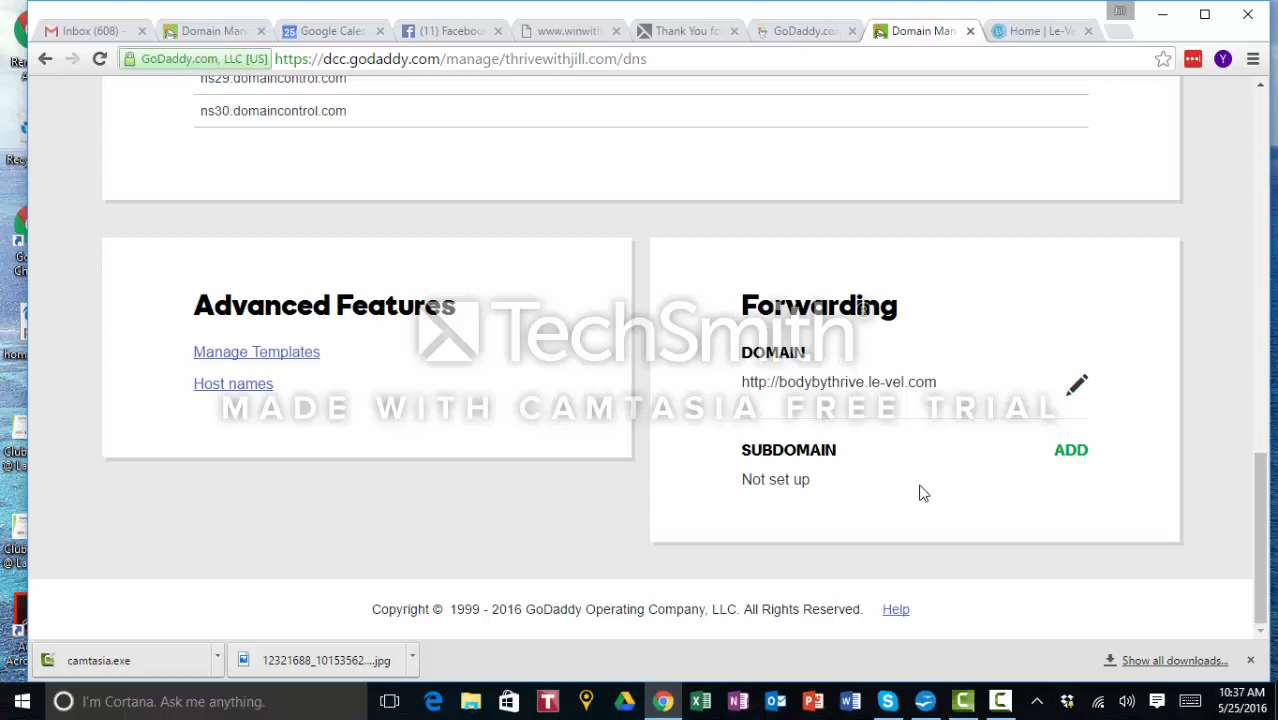 Jill
Inbox (608) -
Domain Man
25 Google Caler
(11) Faceboo
www.winwith
Thank You fo
GoDaddy.co
Domain Man
Home | Le-V
GoDaddy.com, LLC [US] https://dcc.godaddy.com/manage/thrivewithjill.com/dns
Y
ns29.domaincontrol.com
ns30.domaincontrol.com
Advanced Features
Manage Templates
Host names
Forwarding
DOMAIN
http://bodybythrive.le-vel.com
SUBDOMAIN
ADD
Not set up
TechSmith®
MADE WITH CAMTASIA FREE TRIAL
Copyright © 1999 - 2016 GoDaddy Operating Company, LLC. All Rights Reserved. Help
camtasia.exe
12321688_10153562....jpg
Show all downloads...
I'm Cortana. Ask me anything.
10:37 AM
5/25/2016